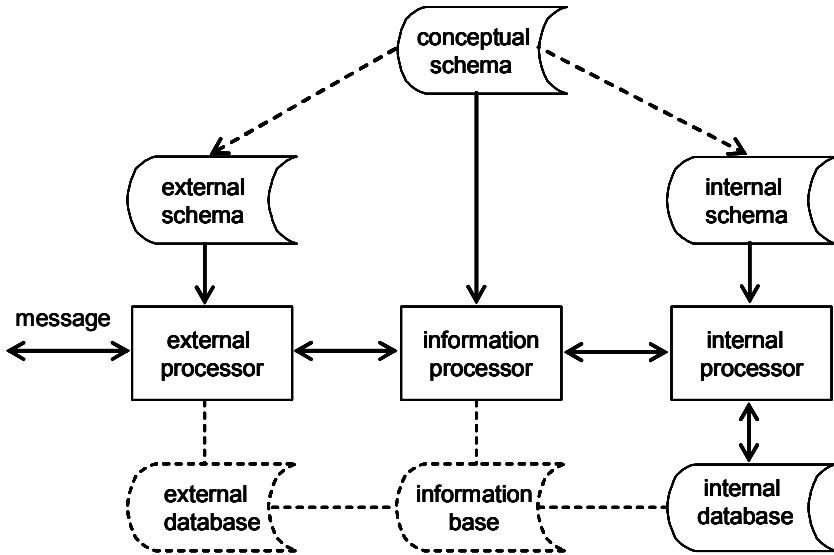 conceptual
schema
external
schema
internal
schema
message
external
processor
information
processor
internal
processor
external
database
information
base
internal
database